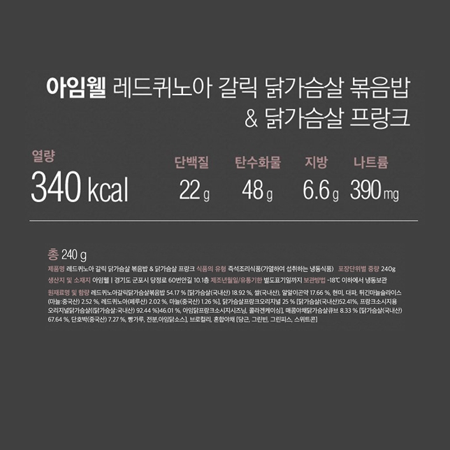 아임웰 레드퀴노아 갈릭 닭가슴살 볶음밥
& 닭가슴살 프랑크
열량
340 kcal
단백질
22 g
탄수화물
48 g
지방
6.6 g
나트륨
390 mg
총 240 g
제품명 레드퀴노아 갈릭 닭가슴살 볶음밥 & 닭가슴살 프랑크 식품의 유형 즉석조리식품(가열하여 섭취하는 냉동식품) 포장단위별 중량 240g
생산지 및 소재지 아임웰 | 경기도 군포시 당정로 60번안길 10.1층 제조년월일/유통기한 별도표기일까지 보관방법 -18℃ 이하에서 냉동보관
원재료명 및 함량 레드퀴노아갈릭닭가슴살볶음밥 54.17 % [닭가슴살(국내산) 18.92 %, 쌀(국내산), 알알이곤약 17.66 %, 현미, 대파, 튀긴마늘슬라이스
(마늘:중국산) 2.52 %, 레드퀴노아(페루산) 2.02 %, 마늘(중국산) 1.26 %], 닭가슴살프랑크오리지널 25 % [닭가슴살(국내산)52.41%, 프랑크소시지용
오리지널닭가슴살{(닭가슴살:국내산) 92.44 %}46.01 %, 아임닭프랑크소시지시즈닝, 콜라겐케이싱], 매콤야채닭가슴살큐브 8.33 % [닭가슴살(국내산)
67.64 %, 단호박(중국산) 7.27 %, 빵가루, 전분,아임닭소스], 브로컬리, 혼합야채 [당근, 그린빈, 그린피스, 스위트콘]